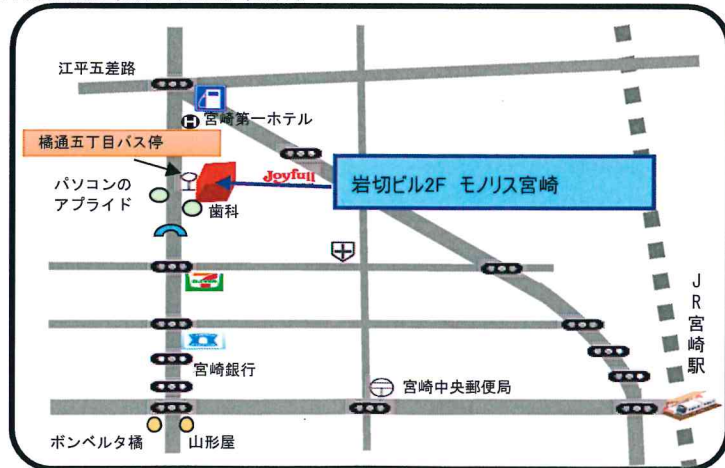 江平五差路
H
宮崎第一ホテル
橘通五丁目バス停
Joyfull
岩切ビル2F モノリス宮崎
パソコンの
アプライド
歯科
JR宮崎駅
宮崎銀行
宮崎中央郵便局
ボンベルタ橘
山形屋